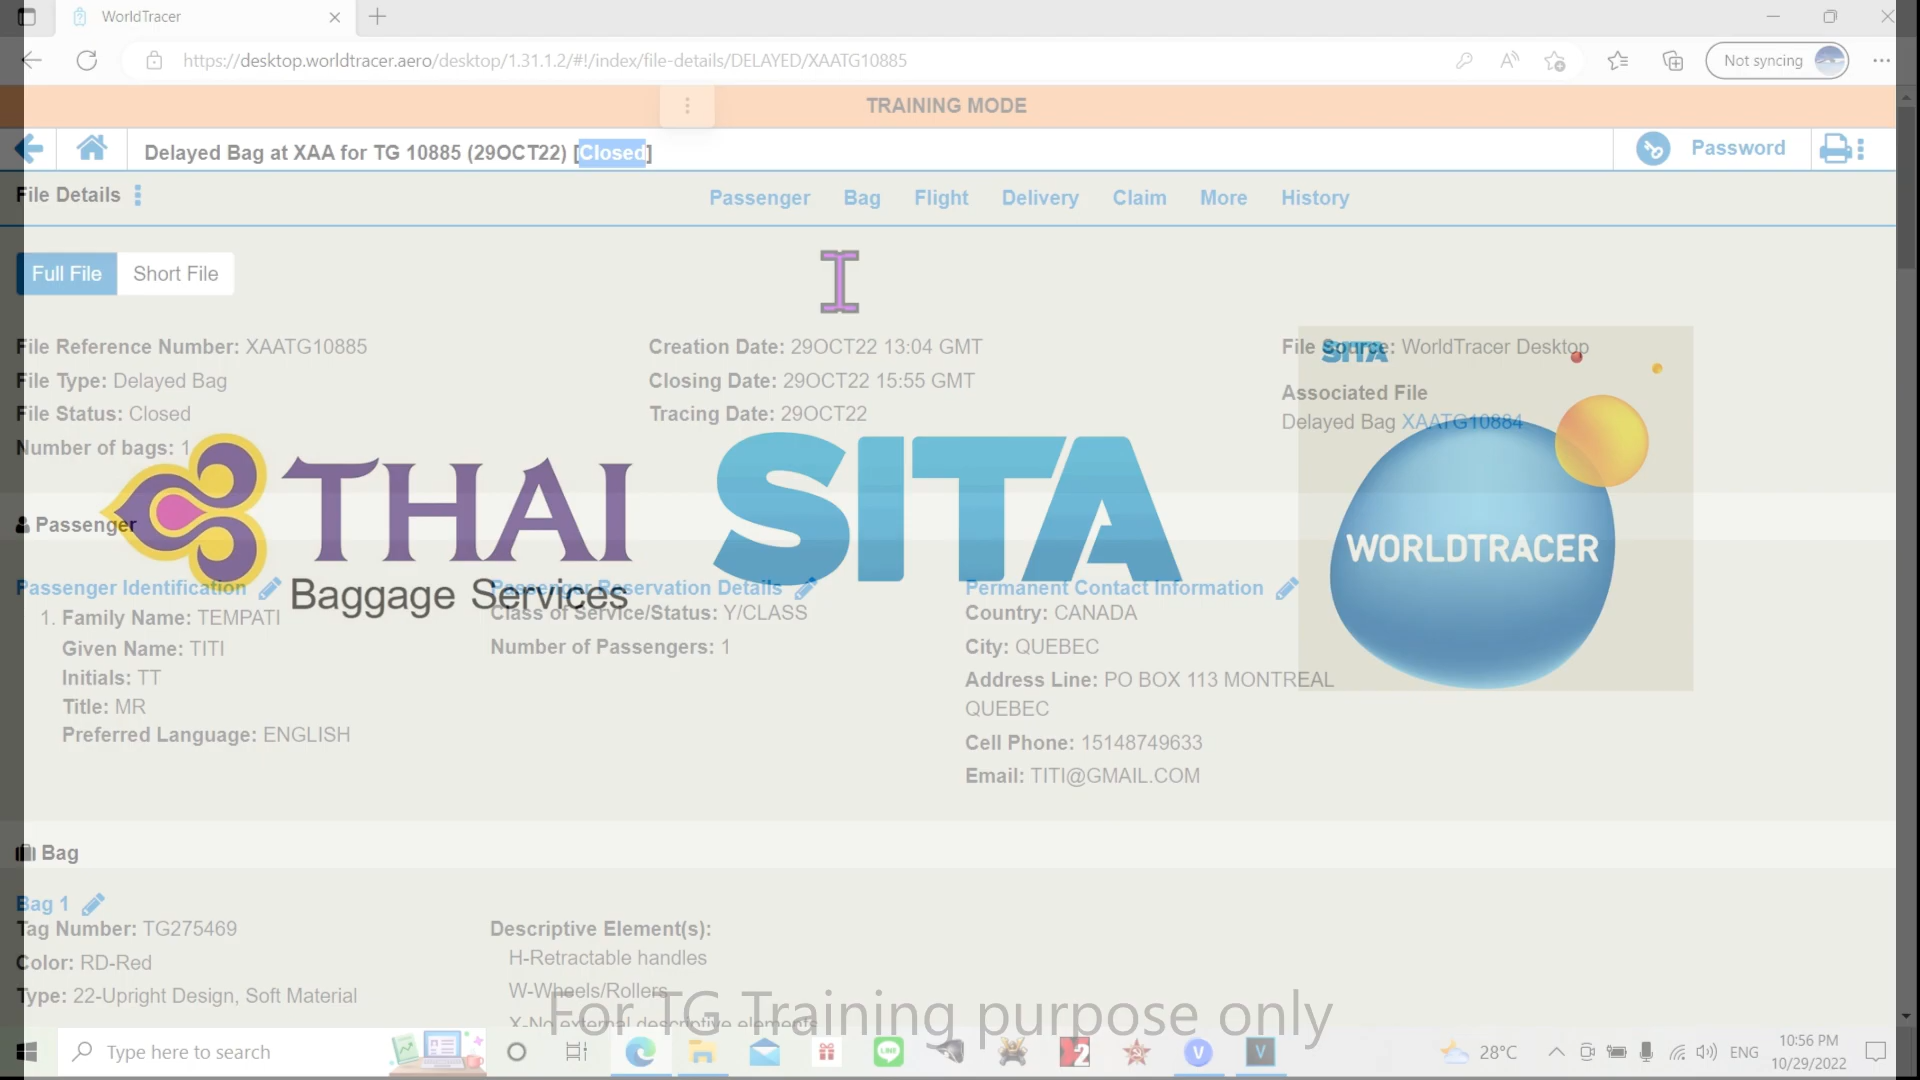 WorldTracer
https://desktop.worldtracer.aero/desktop/1.31.1.2/#!/index/file-details/DELAYED/XAATG10885
Not syncing
TRAINING MODE
Delayed Bag at XAA for TG 10885 (29OCT22) [Closed]
Password
File Details
Passenger Bag Flight Delivery Claim More History
Full File Short File
File Reference Number: XAATG10885
Creation Date: 29OCT22 13:04 GMT
File Source: WorldTracer Desktop
SITA
File Type: Delayed Bag
Closing Date: 29OCT22 15:55 GMT
Associated File
File Status: Closed
Tracing Date: 29OCT22
Delayed Bag XAATG10884
Number of bags: 1
THAI
SITA
WORLDTRACER
Passenger
Baggage Services
Passenger Identification
Passenger Reservation Details
Permanent Contact Information
1. Family Name: TEMPATI
Class of Service/Status: Y/CLASS
Country: CANADA
Given Name: TITI
Number of Passengers: 1
City: QUEBEC
Initials: TT
Address Line: PO BOX 113 MONTREAL
QUEBEC
Title: MR
Preferred Language: ENGLISH
Cell Phone: 15148749633
Email: TITI@GMAIL.COM
Bag
Bag 1
Tag Number: TG275469
Descriptive Element(s):
Color: RD-Red
H-Retractable handles
Type: 22-Upright Design, Soft Material
W-Wheels/Rollers
X-No external descriptive elements
For TG Training purpose only
Type here to search
28°C
ENG
10:56 PM
10/29/2022